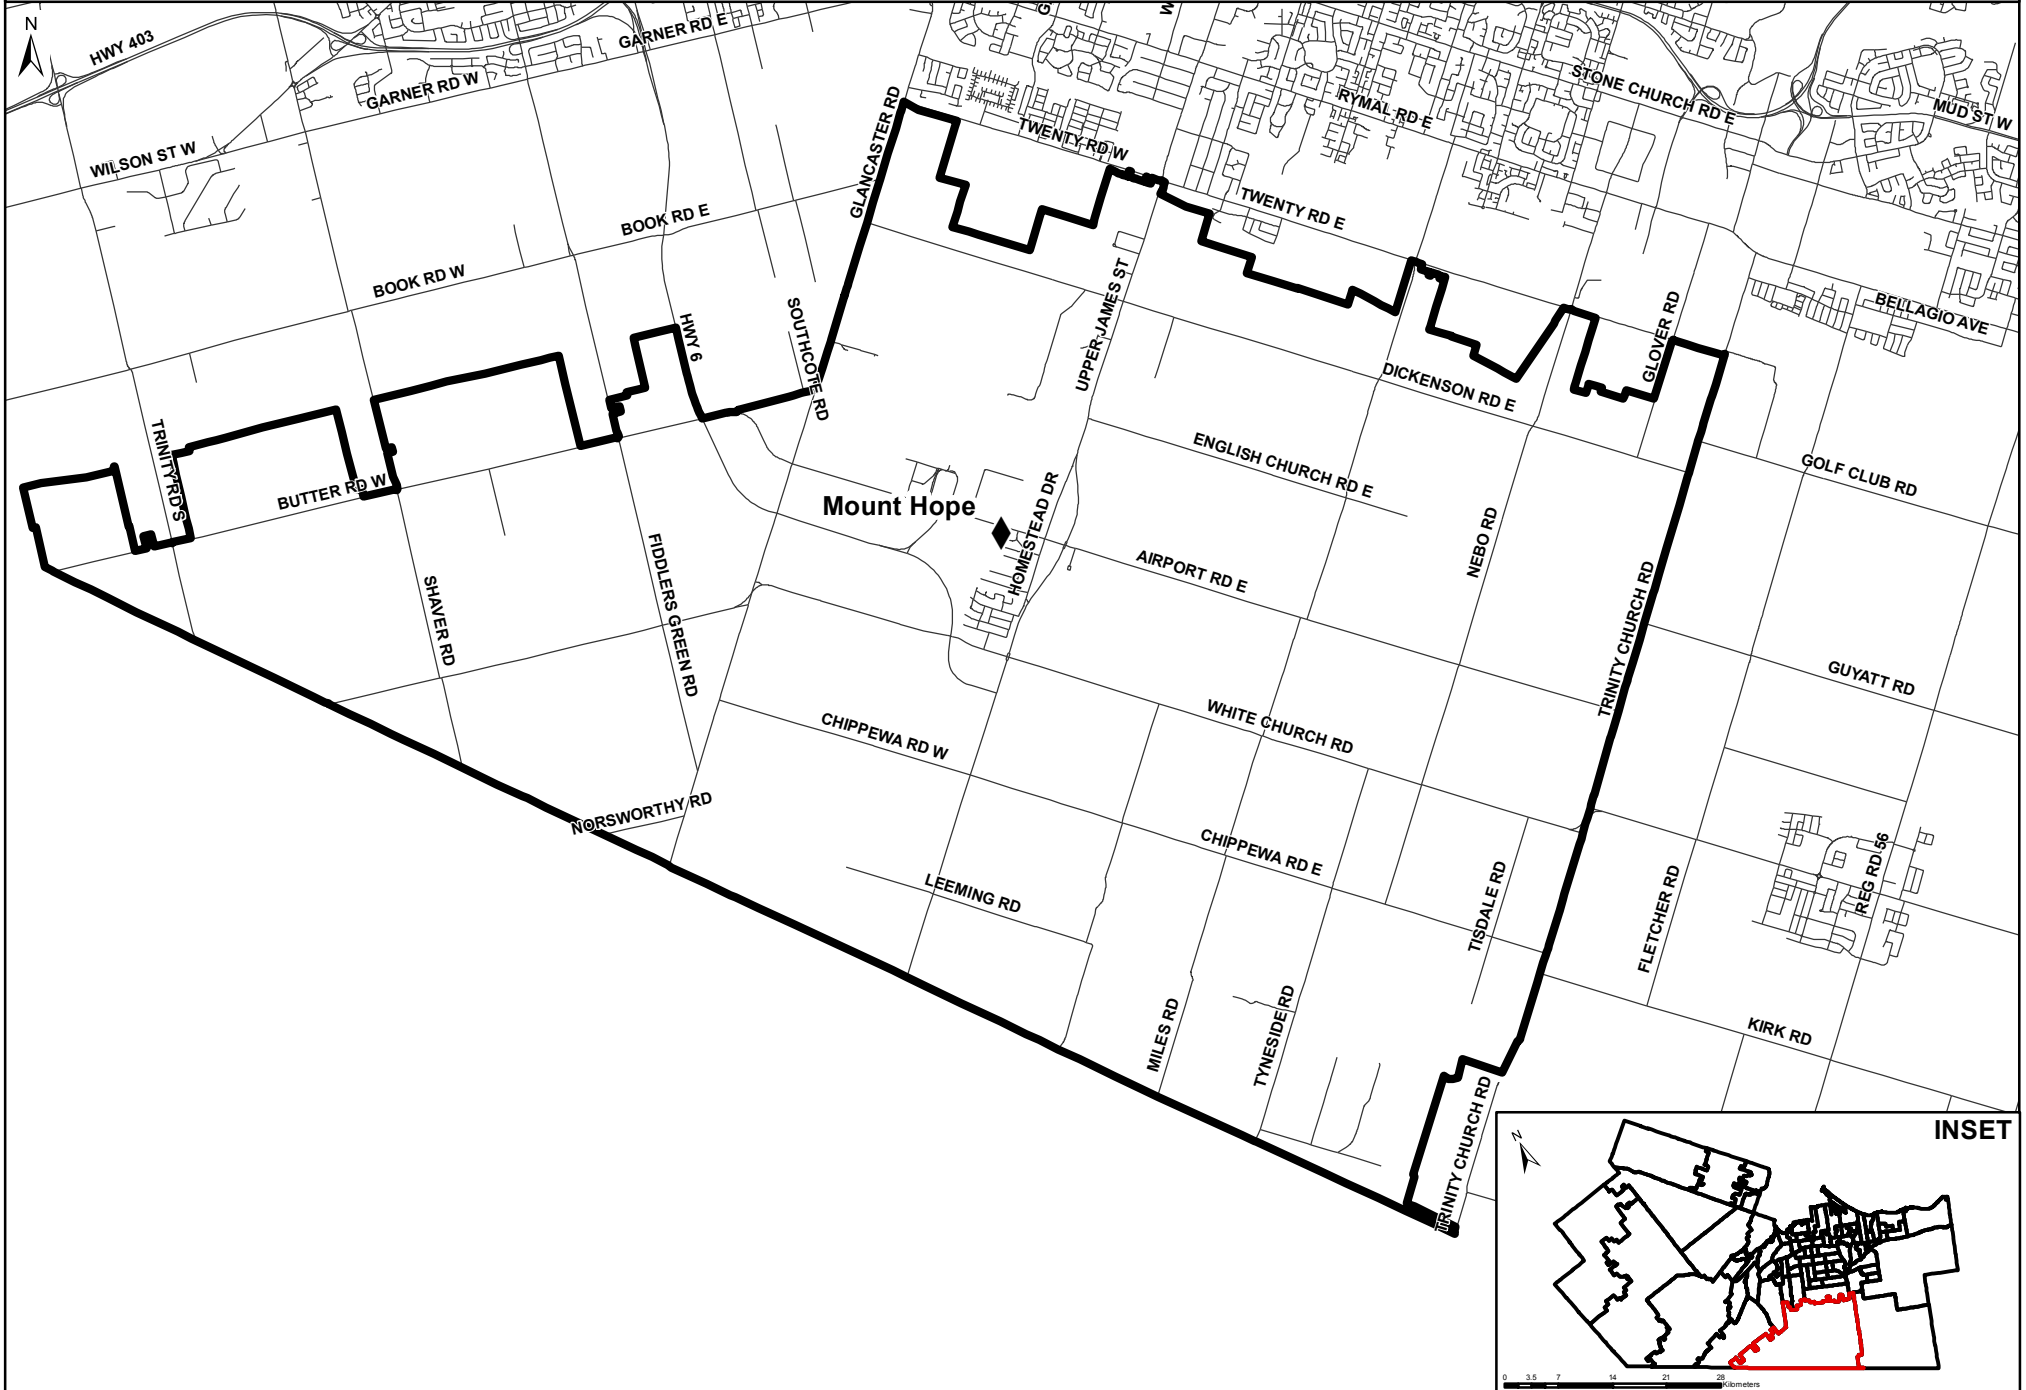 N
HWY 403
GARNER RD E
GARNER RD W
WILSON ST W
GLANCASTER RD
TWENTY RD W
RYMAL RD E
STONE CHURCH RD E
MUD ST W
BOOK RD E
TWENTY RD E
BOOK RD W
SOUTHCOTE RD
HWY 6
UPPER JAMES ST
GLOVER RD
BELLAGIO AVE
DICKENSON RD E
TRINITY RD S
BUTTER RD W
ENGLISH CHURCH RD E
GOLF CLUB RD
Mount Hope
HOMESTEAD DR
NEBO RD
AIRPORT RD E
SHAVER RD
FIDDLERS GREEN RD
TRINITY CHURCH RD
GUYATT RD
CHIPPEWA RD W
WHITE CHURCH RD
NORSWORTHY RD
CHIPPEWA RD E
LEEMING RD
TISDALE RD
FLETCHER RD
REG RD 56
MILES RD
TYNESIDE RD
KIRK RD
TRINITY CHURCH RD
INSET
N
0 3.5 7 14 21 28
Kilometers